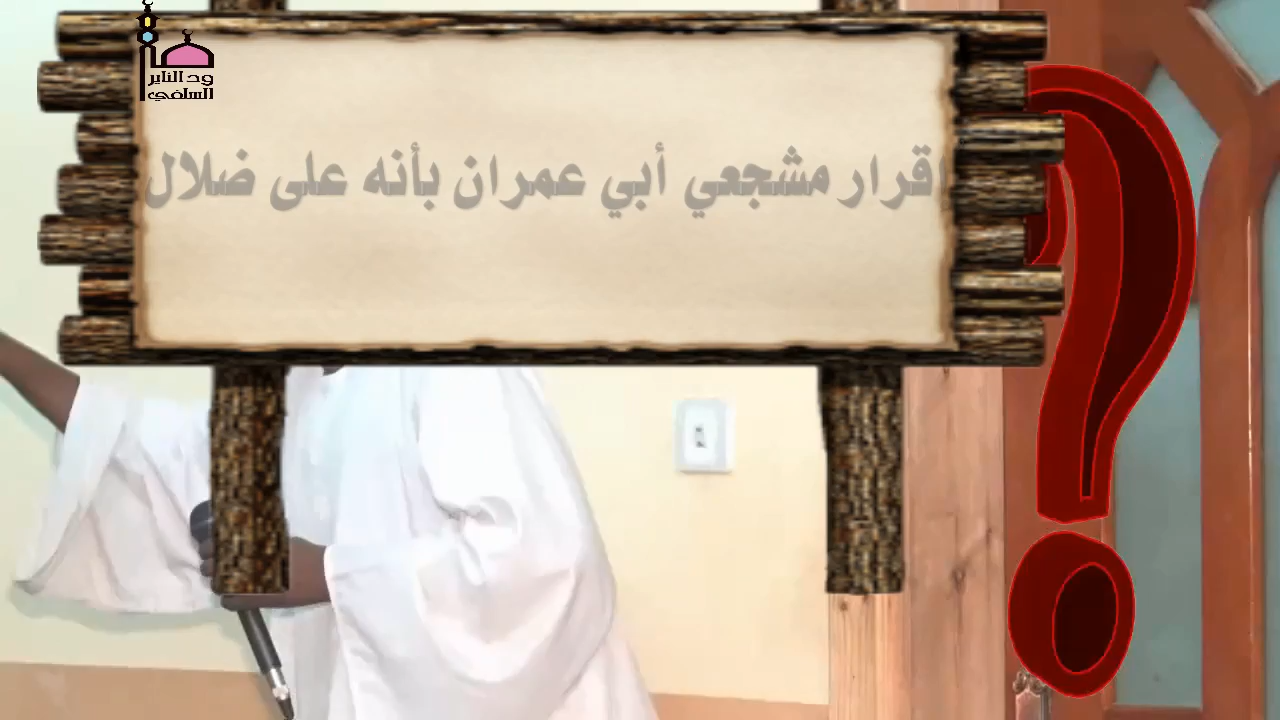 ود الناير
السلفي
اقرار مشجعي أبي عمران بأنه على ضلال